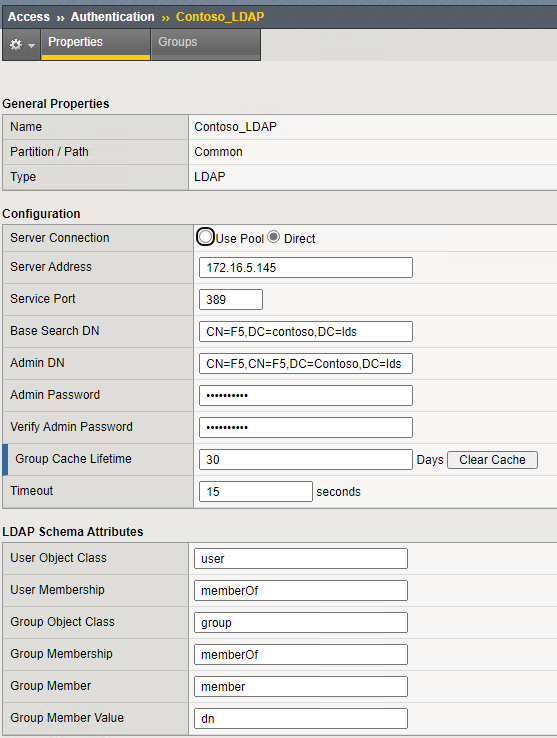 Access ›› Authentication ›› Contoso_LDAP
Properties Groups
General Properties
Name Contoso_LDAP
Partition / Path Common
Type LDAP
Configuration
Server Connection Use Pool Direct
Server Address 172.16.5.145
Service Port 389
Base Search DN CN=F5,DC=contoso,DC=lds
Admin DN CN=F5,CN=F5,DC=Contoso,DC=lds
Admin Password ••••••••••
Verify Admin Password ••••••••••
Group Cache Lifetime 30 Days Clear Cache
Timeout 15 seconds
LDAP Schema Attributes
User Object Class user
User Membership memberOf
Group Object Class group
Group Membership memberOf
Group Member member
Group Member Value dn